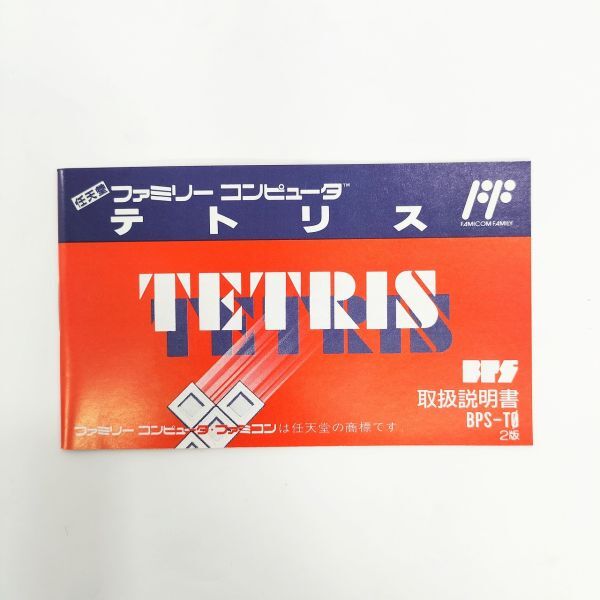 任天堂 ファミリー コンピュータ™
テトリス
FAMICOM FAMILY
TETRIS
TETRIS
BPS
取扱説明書
BPS-T0
2版
ファミリー コンピュータ・ファミコンは任天堂の商標です